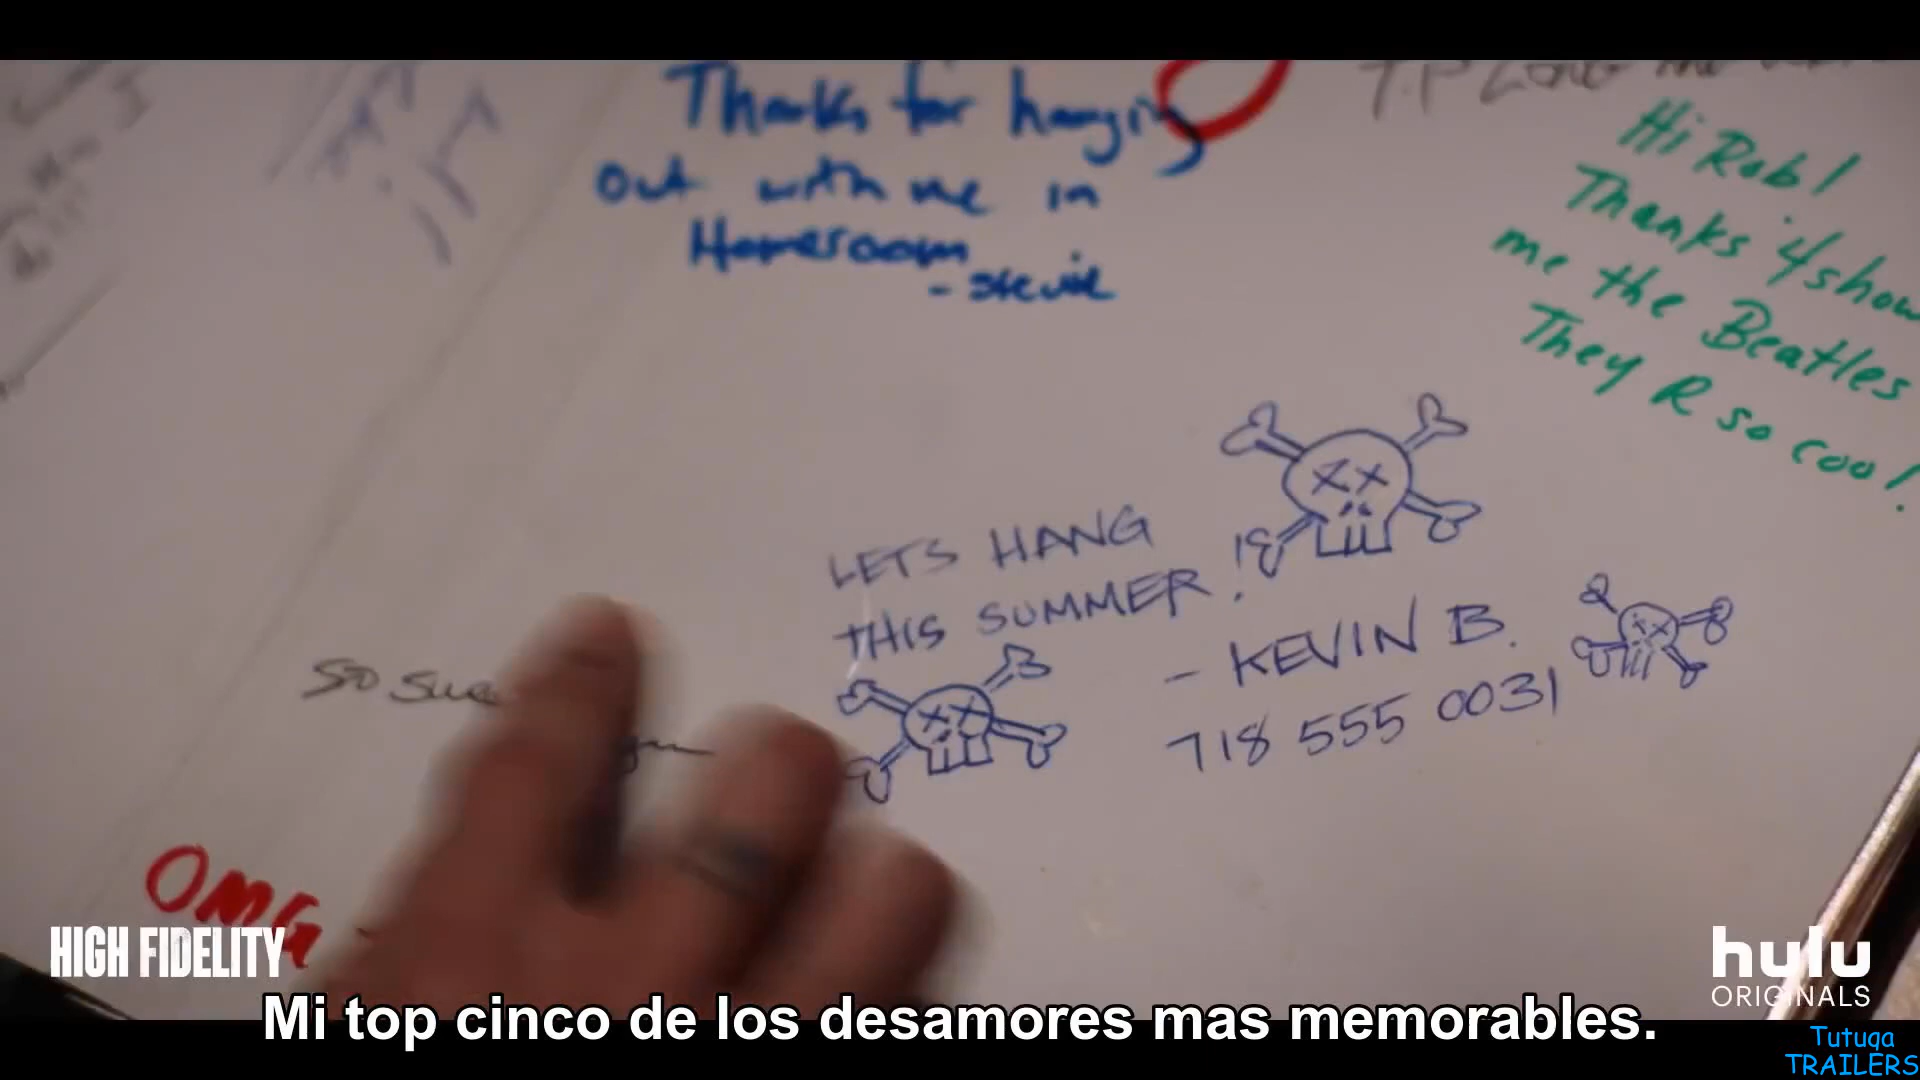 Thanks for hanging
Out with me in
Homeroom
- Stevie
Hi Rob!
Thanks 4 show
me the Beatles
They R so cool!
LETS HANG
THIS SUMMER!
- KEVIN B.
718 555 0031
So
OMG
HIGH FIDELITY
hulu
ORIGINALS
Mi top cinco de los desamores mas memorables.
Tutuqa
TRAILERS